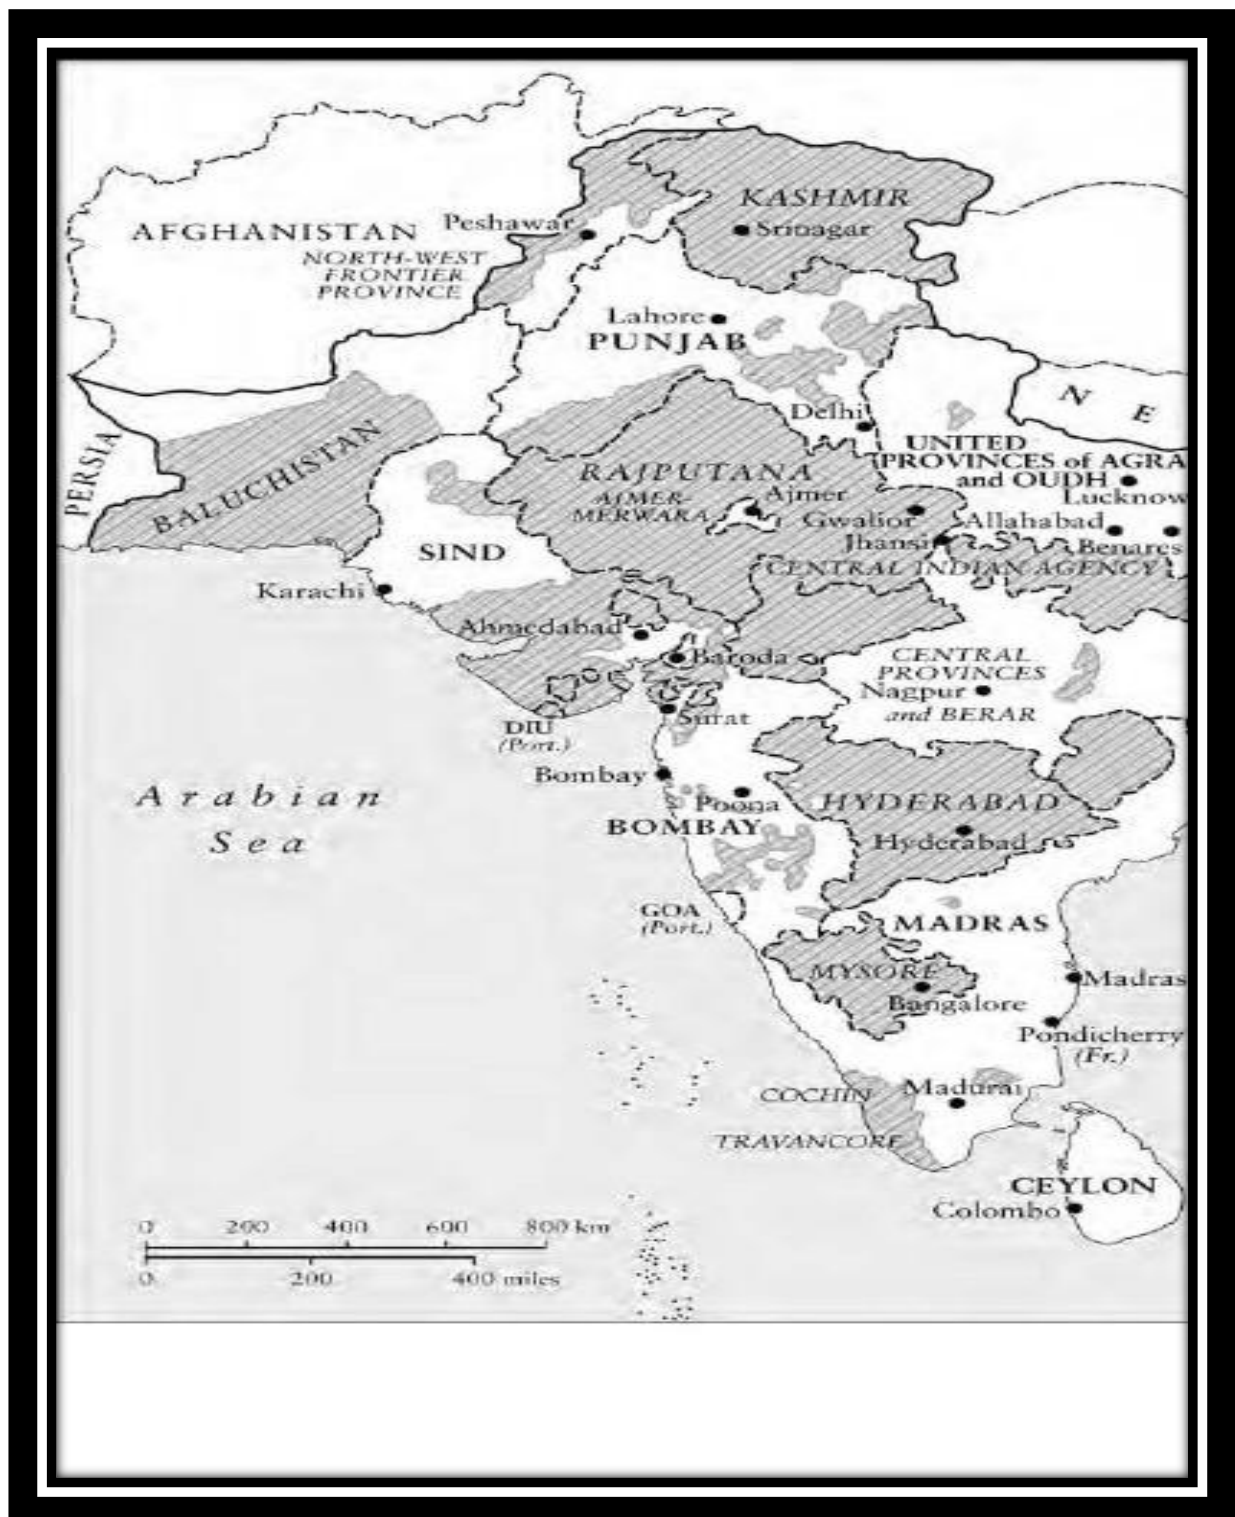 KASHMIR
Srinagar
AFGHANISTAN
Peshawar
NORTH-WEST
FRONTIER
PROVINCE
Lahore
PUNJAB
N E
Delhi
PERSIA
BALUCHISTAN
UNITED
PROVINCES of AGRA
and OUDH
Lucknow
RAJPUTANA
AJMER-
MERWARA
Ajmer
Gwalior
Allahabad
Jhansi
Benares
SIND
CENTRAL INDIAN AGENCY
Karachi
Ahmedabad
Baroda
CENTRAL
PROVINCES
Nagpur
and BERAR
Surat
DIU
(Port.)
Bombay
Arabian
Sea
Poona
BOMBAY
HYDERABAD
Hyderabad
GOA
(Port.)
MADRAS
MYSORE
Bangalore
Madras
Pondicherry
(Fr.)
COCHIN
Madurai
TRAVANCORE
CEYLON
Colombo
0 200 400 600 800 km
0 200 400 miles